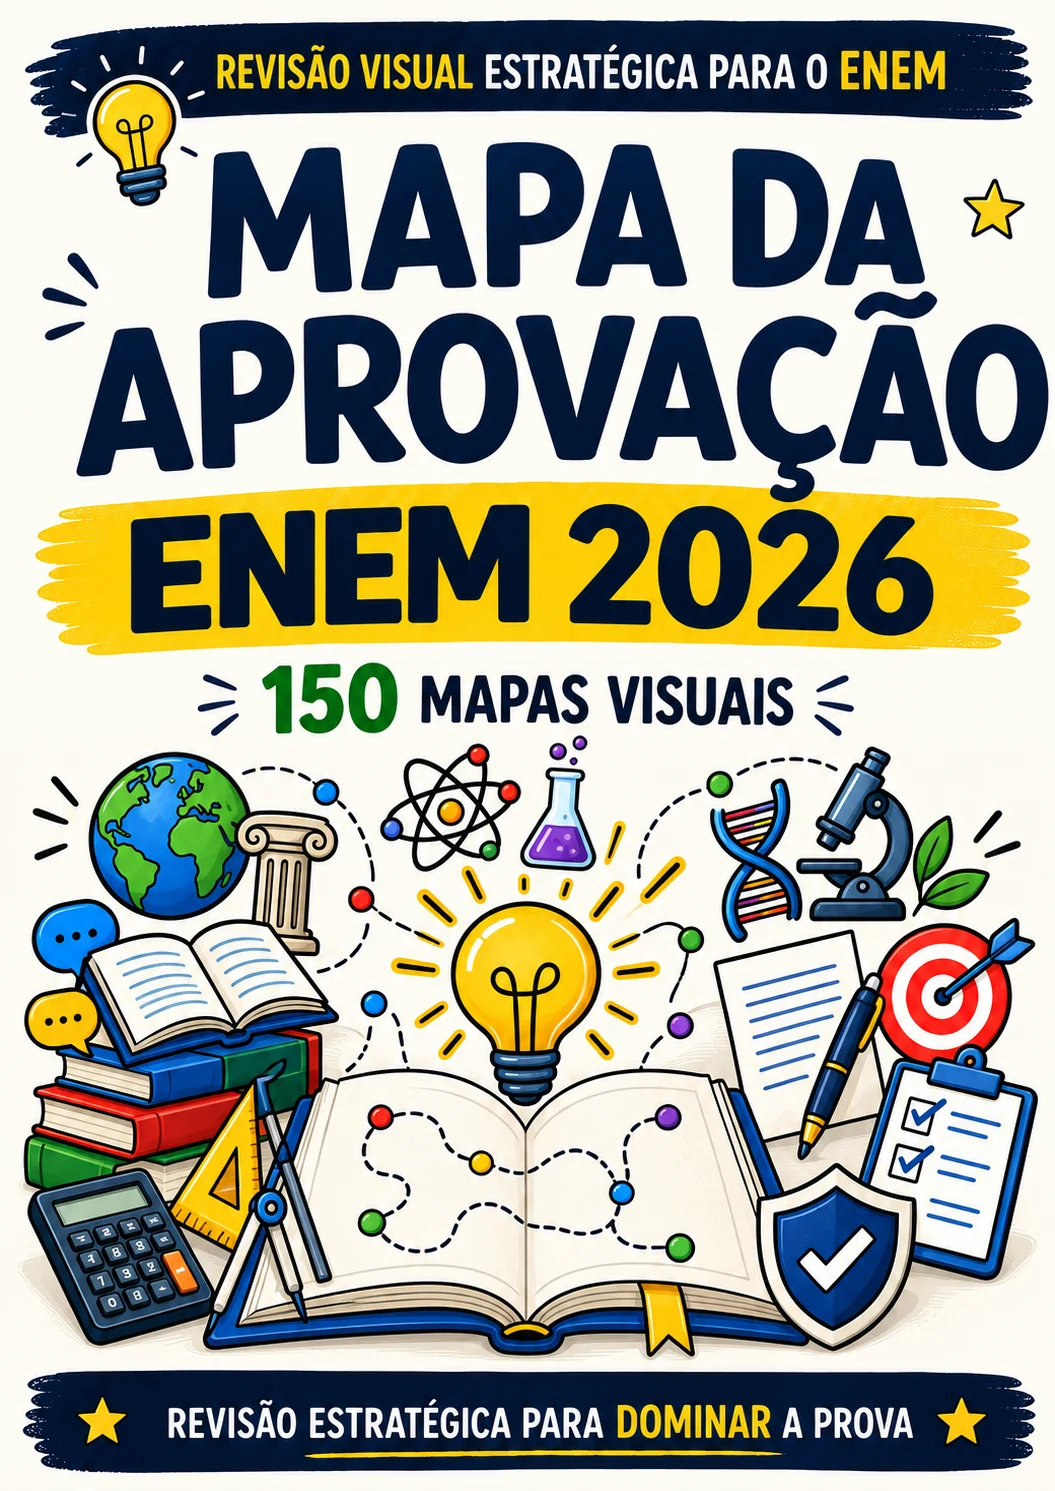 REVISÃO VISUAL ESTRATÉGICA PARA O ENEM
MAPA DA
APROVAÇÃO
ENEM 2026
150 MAPAS VISUAIS
REVISÃO ESTRATÉGICA PARA DOMINAR A PROVA